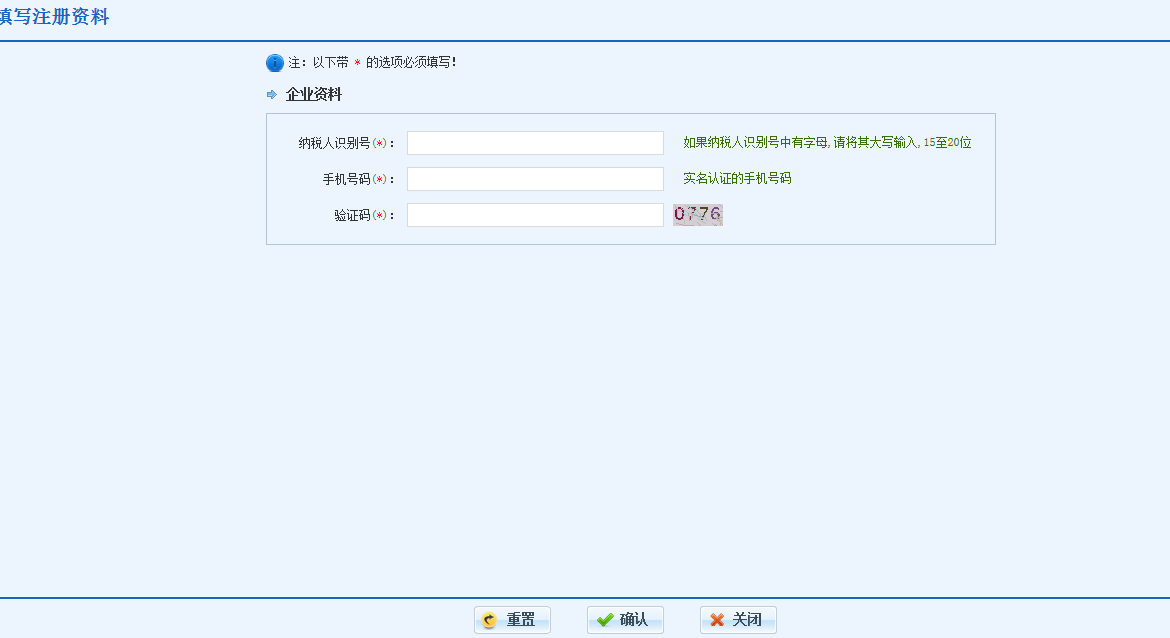 填写注册资料
注：以下带 * 的选项必须填写！
企业资料
纳税人识别号(*)： 如果纳税人识别号中有字母,请将其大写输入,15至20位
手机号码(*)： 实名认证的手机号码
验证码(*)： 0776
重置 确认 关闭